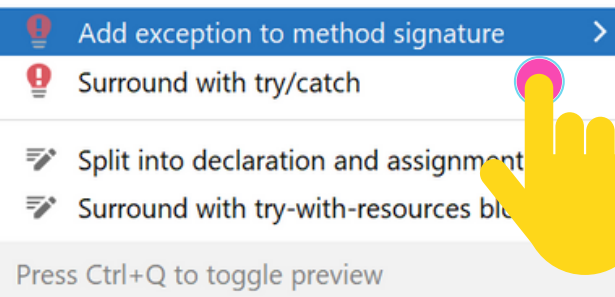 Add exception to method signature
Surround with try/catch
Split into declaration and assignment
Surround with try-with-resources
Press Ctrl+Q to toggle preview